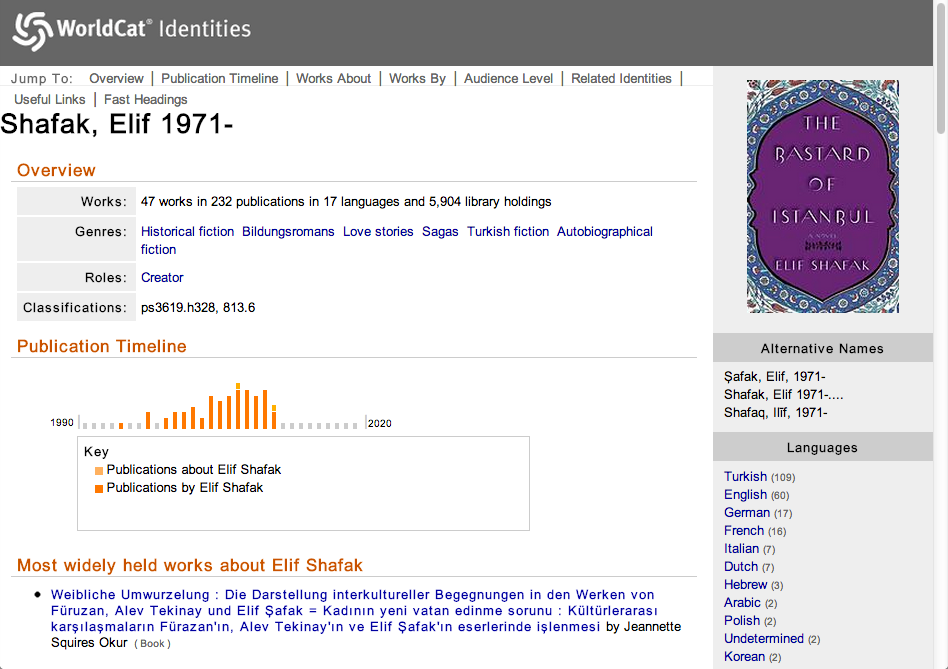 WorldCat® Identities
Jump To: Overview | Publication Timeline | Works About | Works By | Audience Level | Related Identities |
Useful Links | Fast Headings
Shafak, Elif 1971-
Overview
Works: 47 works in 232 publications in 17 languages and 5,904 library holdings
Genres: Historical fiction Bildungsromans Love stories Sagas Turkish fiction Autobiographical
fiction
Roles: Creator
Classifications: ps3619.h328, 813.6
Publication Timeline
1990 2020
Key
Publications about Elif Shafak
Publications by Elif Shafak
Most widely held works about Elif Shafak
• Weibliche Umwurzelung : Die Darstellung interkultureller Begegnungen in den Werken von
Füruzan, Alev Tekinay und Elif Şafak = Kadının yeni vatan edinme sorunu : Kültürlerarası
karşılaşmaların Fürazan'ın, Alev Tekinay'ın ve Elif Şafak'ın eserlerinde işlenmesi by Jeannette
Squires Okur ( Book )
THE
BASTARD
OF
ISTANBUL
A NOVEL
ELIF SHAFAK
Alternative Names
Şafak, Elif, 1971-
Shafak, Elif 1971-....
Shafaq, Ilīf, 1971-
Languages
Turkish (109)
English (60)
German (17)
French (16)
Italian (7)
Dutch (7)
Hebrew (3)
Arabic (2)
Polish (2)
Undetermined (2)
Korean (2)